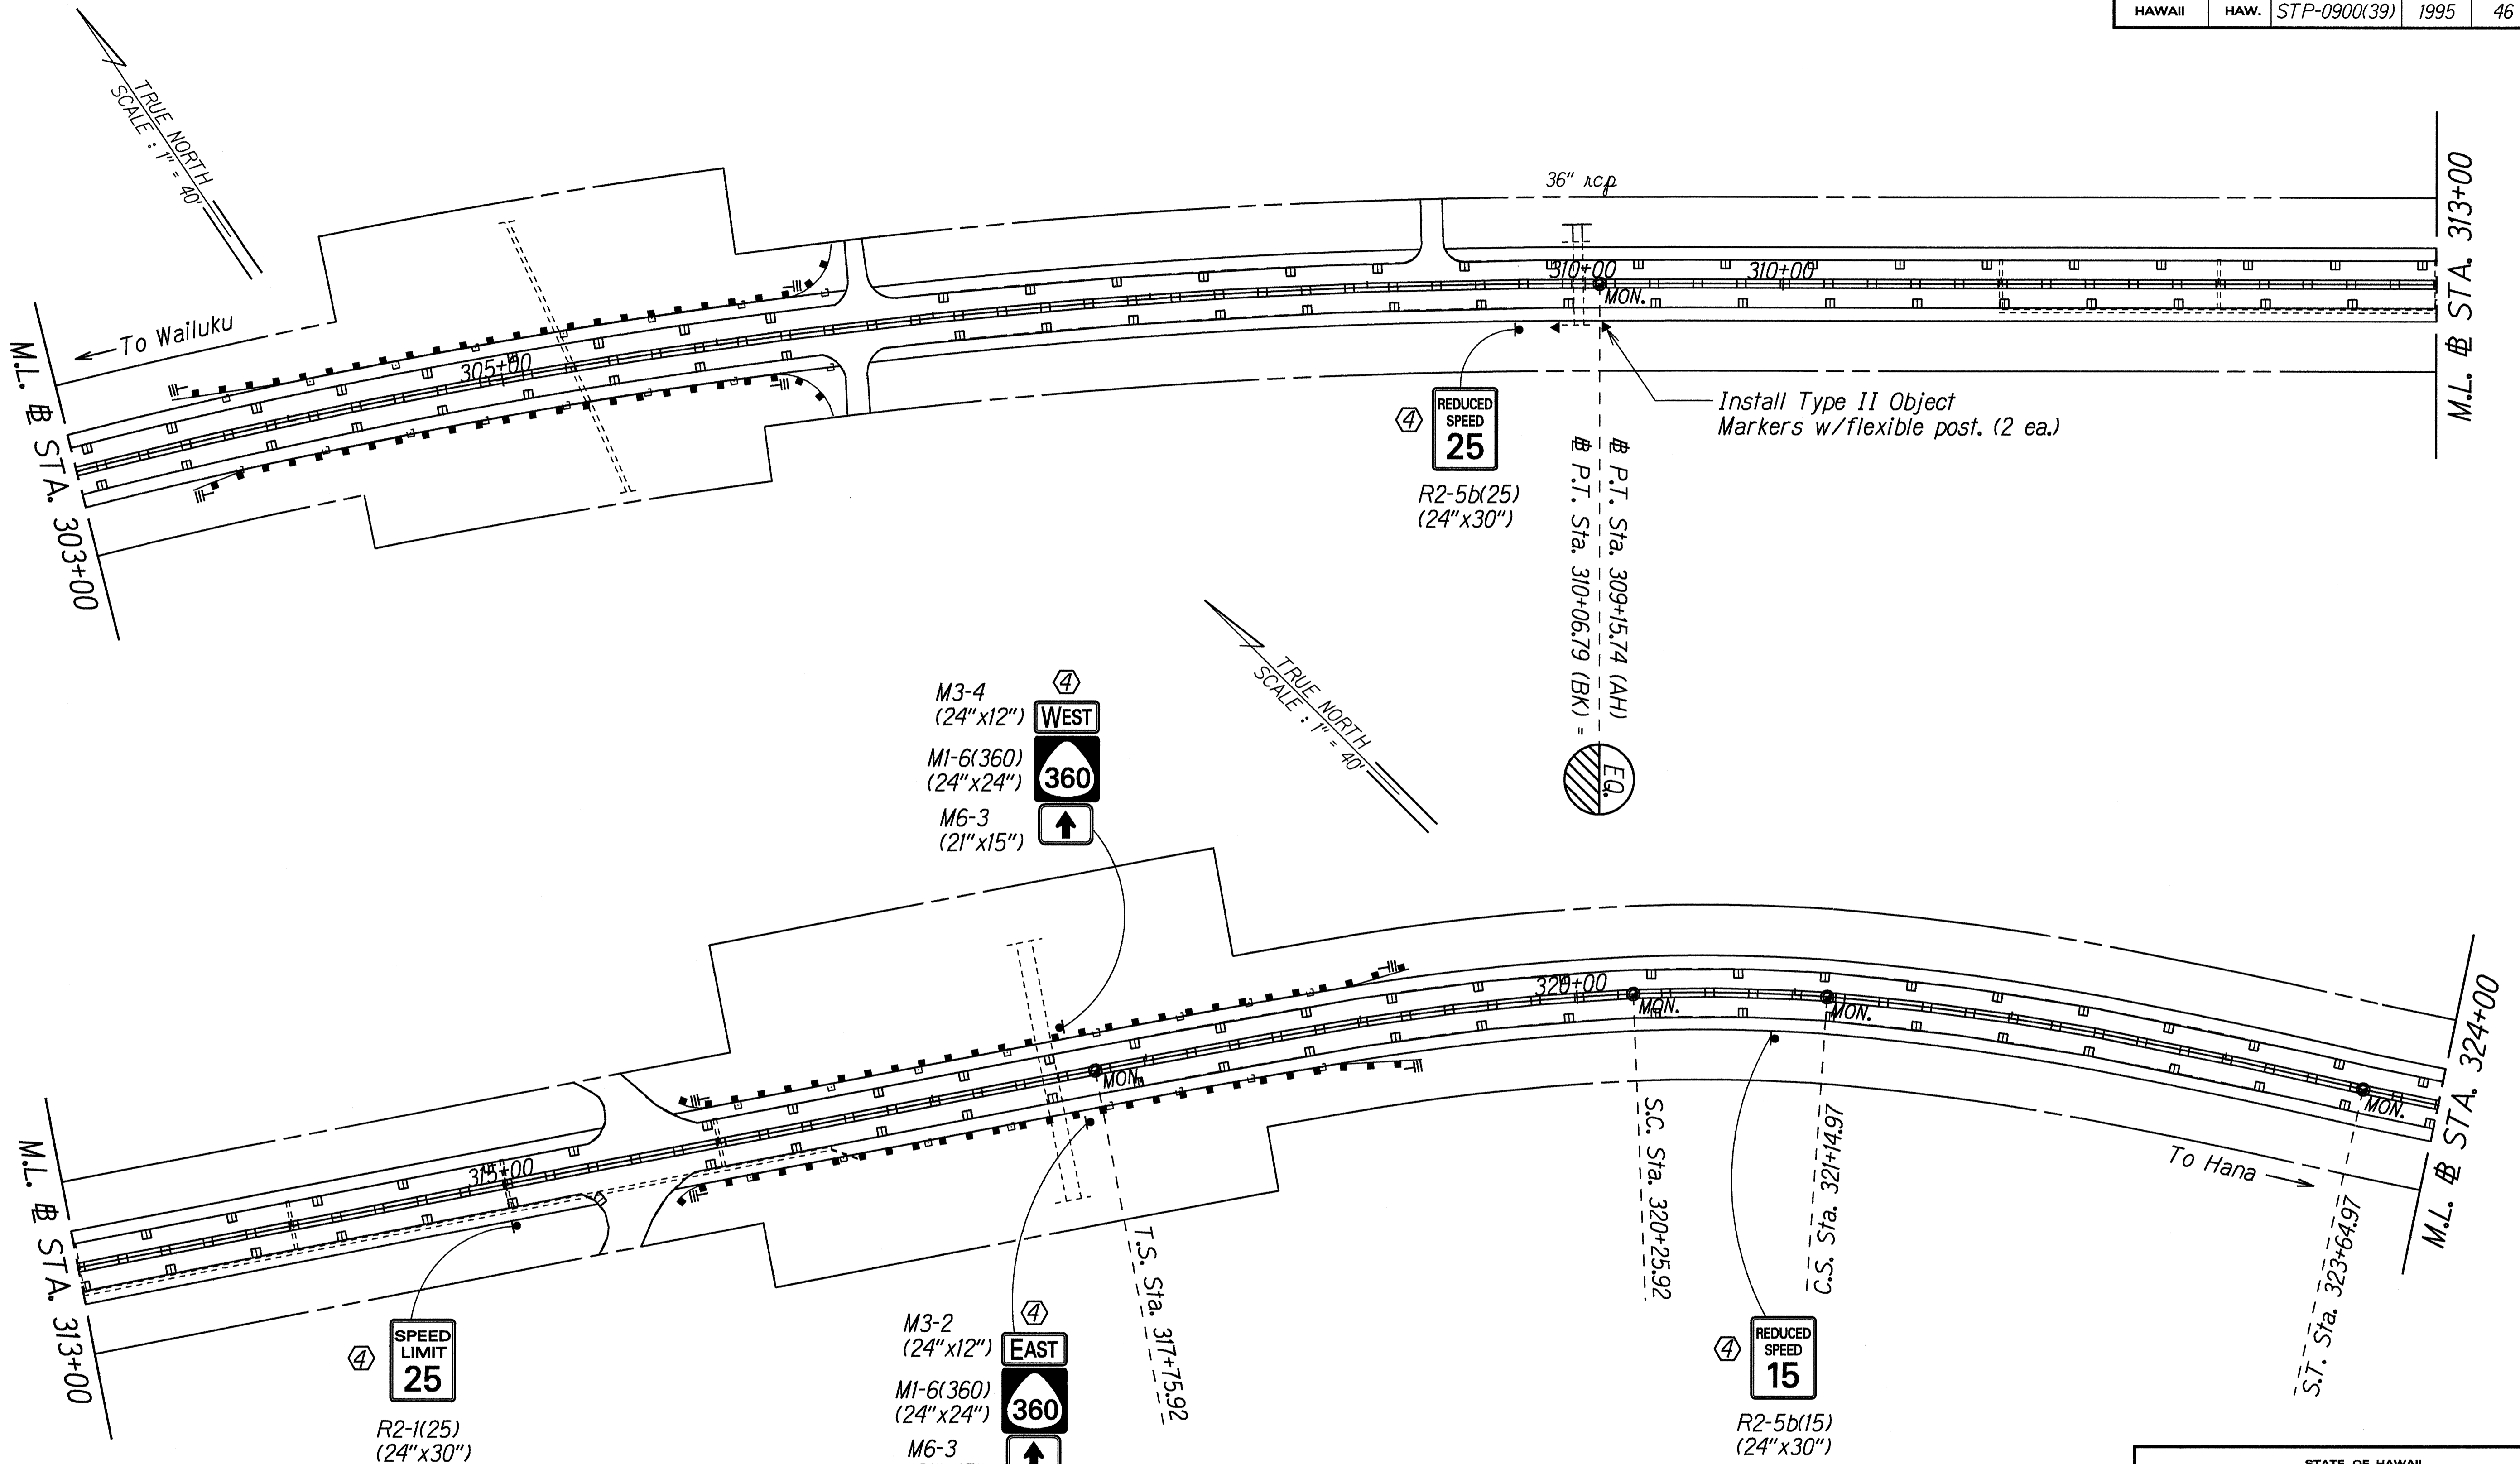 HAWAII HAW. STP-0900(39) 1995 46
TRUE NORTH
SCALE : 1" = 40'
To Wailuku
M.L. ⅊ STA. 303+00
305+00
36" rcp
310+00
310+00
MON.
M.L. ⅊ STA. 313+00
④
REDUCED
SPEED
25
R2-5b(25)
(24"x30")
Install Type II Object
Markers w/flexible post. (2 ea.)
⅊ P.T. Sta. 309+15.74 (AH)
⅊ P.T. Sta. 310+06.79 (BK) =
EQ.
TRUE NORTH
SCALE : 1" = 40'
④
M3-4
(24"x12")
WEST
M1-6(360)
(24"x24")
360
M6-3
(21"x15")
M.L. ⅊ STA. 313+00
315+00
MON.
320+00
MON.
MON.
MON.
M.L. ⅊ STA. 324+00
To Hana
T.S. Sta. 317+75.92
S.C. Sta. 320+25.92
C.S. Sta. 321+14.97
S.T. Sta. 323+64.97
④
SPEED
LIMIT
25
R2-1(25)
(24"x30")
④
M3-2
(24"x12")
EAST
M1-6(360)
(24"x24")
360
M6-3
④
REDUCED
SPEED
15
R2-5b(15)
(24"x30")
STATE OF HAWAII